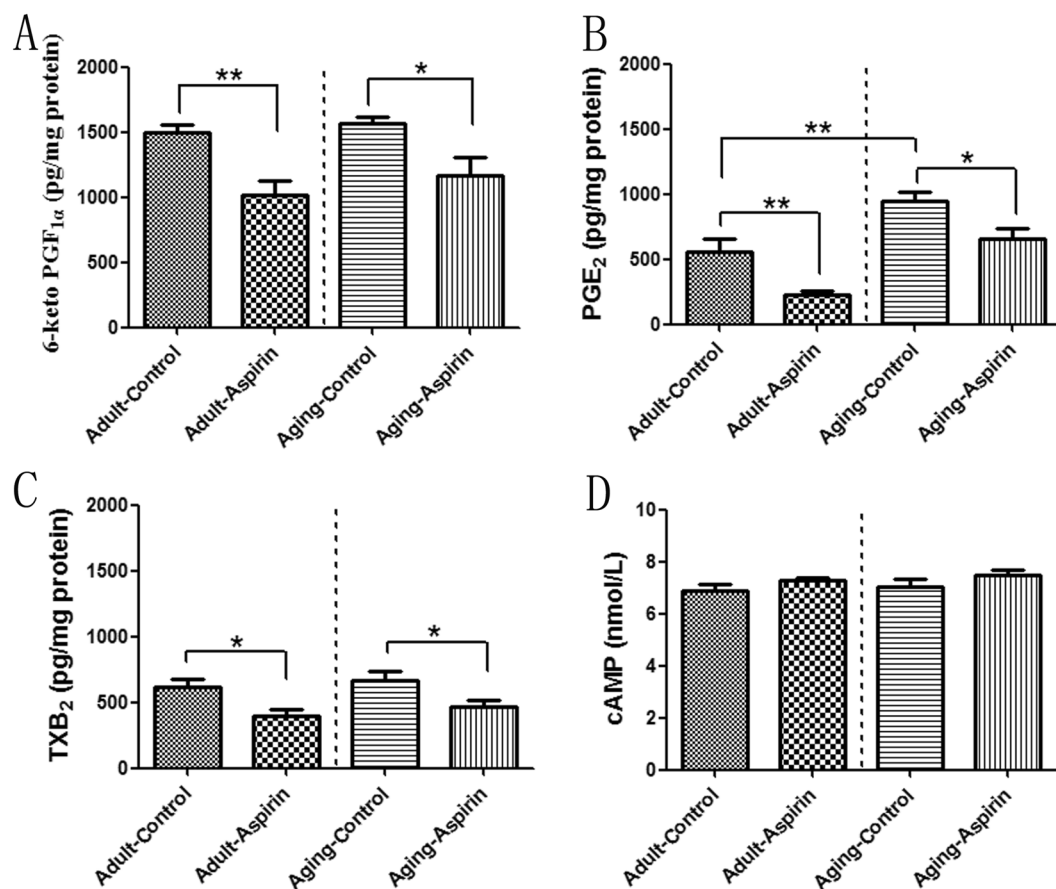 A
6-keto PGF1α (pg/mg protein)
2000
1500
1000
500
0
**
*
Adult-Control
Adult-Aspirin
Aging-Control
Aging-Aspirin
B
PGE2 (pg/mg protein)
2000
1500
1000
500
0
**
**
*
Adult-Control
Adult-Aspirin
Aging-Control
Aging-Aspirin
C
TXB2 (pg/mg protein)
2000
1500
1000
500
0
*
*
Adult-Control
Adult-Aspirin
Aging-Control
Aging-Aspirin
D
cAMP (nmol/L)
10
8
6
4
2
0
Adult-Control
Adult-Aspirin
Aging-Control
Aging-Aspirin